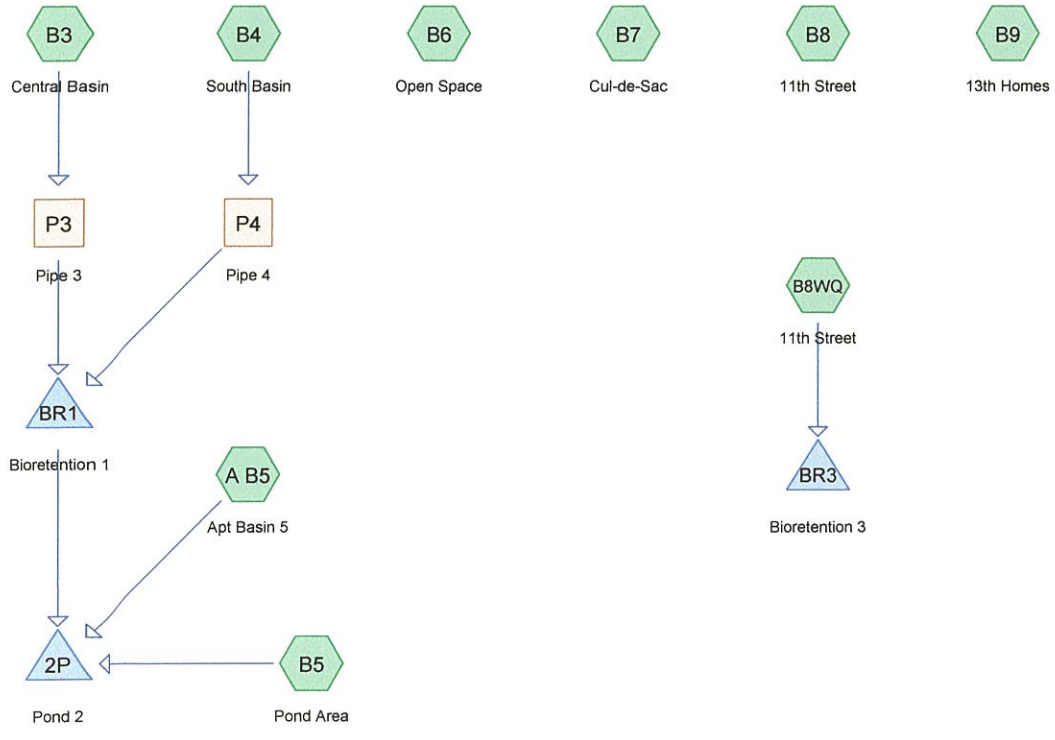 B3
B4
B6
B7
B8
B9
Central Basin
South Basin
Open Space
Cul-de-Sac
11th Street
13th Homes
P3
P4
Pipe 3
Pipe 4
B8WQ
11th Street
BR1
Bioretention 1
A B5
Apt Basin 5
BR3
Bioretention 3
2P
Pond 2
B5
Pond Area